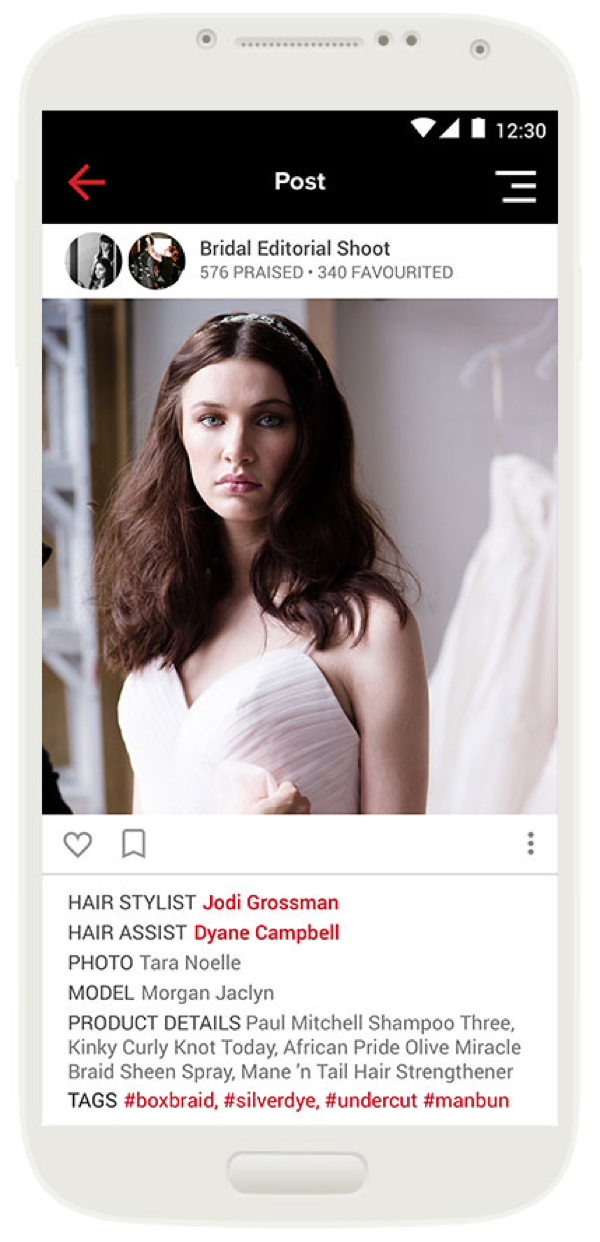 12:30
Post
Bridal Editorial Shoot
576 PRAISED • 340 FAVOURITED
HAIR STYLIST Jodi Grossman
HAIR ASSIST Dyane Campbell
PHOTO Tara Noelle
MODEL Morgan Jaclyn
PRODUCT DETAILS Paul Mitchell Shampoo Three,
Kinky Curly Knot Today, African Pride Olive Miracle
Braid Sheen Spray, Mane 'n Tail Hair Strengthener
TAGS #boxbraid, #silverdye, #undercut #manbun